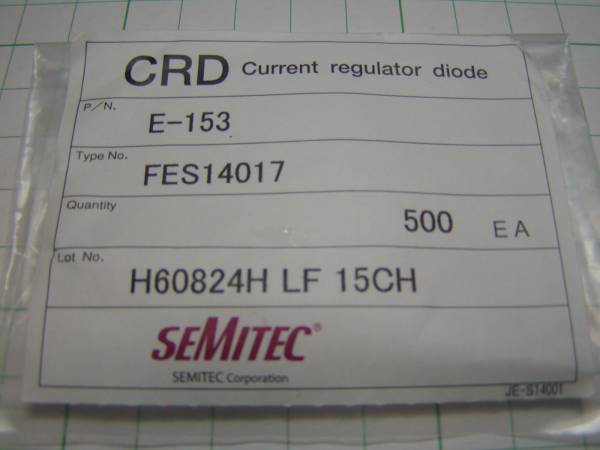 CRD Current regulator diode
P/N.
E-153
Type No.
FES14017
Quantity
500 EA
Lot No.
H60824H LF 15CH
SEMITEC®
SEMITEC Corporation
JE-S14001